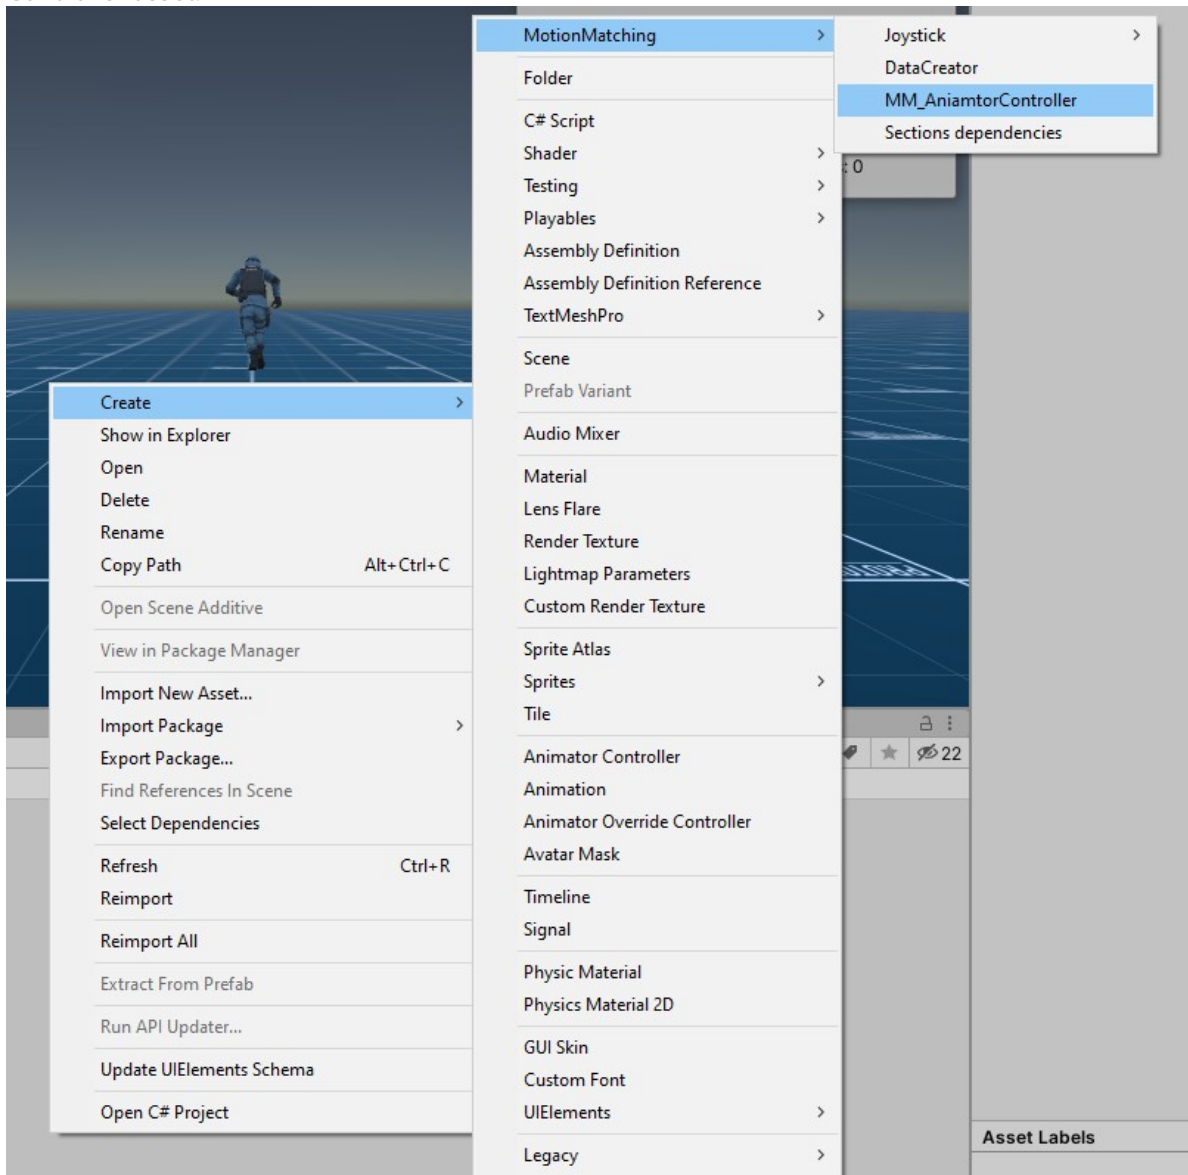 MotionMatching
Folder
C# Script
Shader
Testing
Playables
Assembly Definition
Assembly Definition Reference
TextMeshPro
Scene
Prefab Variant
Audio Mixer
Material
Lens Flare
Render Texture
Lightmap Parameters
Custom Render Texture
Sprite Atlas
Sprites
Tile
Animator Controller
Animation
Animator Override Controller
Avatar Mask
Timeline
Signal
Physic Material
Physics Material 2D
GUI Skin
Custom Font
UIElements
Legacy
Joystick
DataCreator
MM_AniamtorController
Sections dependencies
: 0
Create
Show in Explorer
Open
Delete
Rename
Copy Path Alt+Ctrl+C
Open Scene Additive
View in Package Manager
Import New Asset...
Import Package
Export Package...
Find References In Scene
Select Dependencies
Refresh Ctrl+R
Reimport
Reimport All
Extract From Prefab
Run API Updater...
Update UIElements Schema
Open C# Project
22
Asset Labels